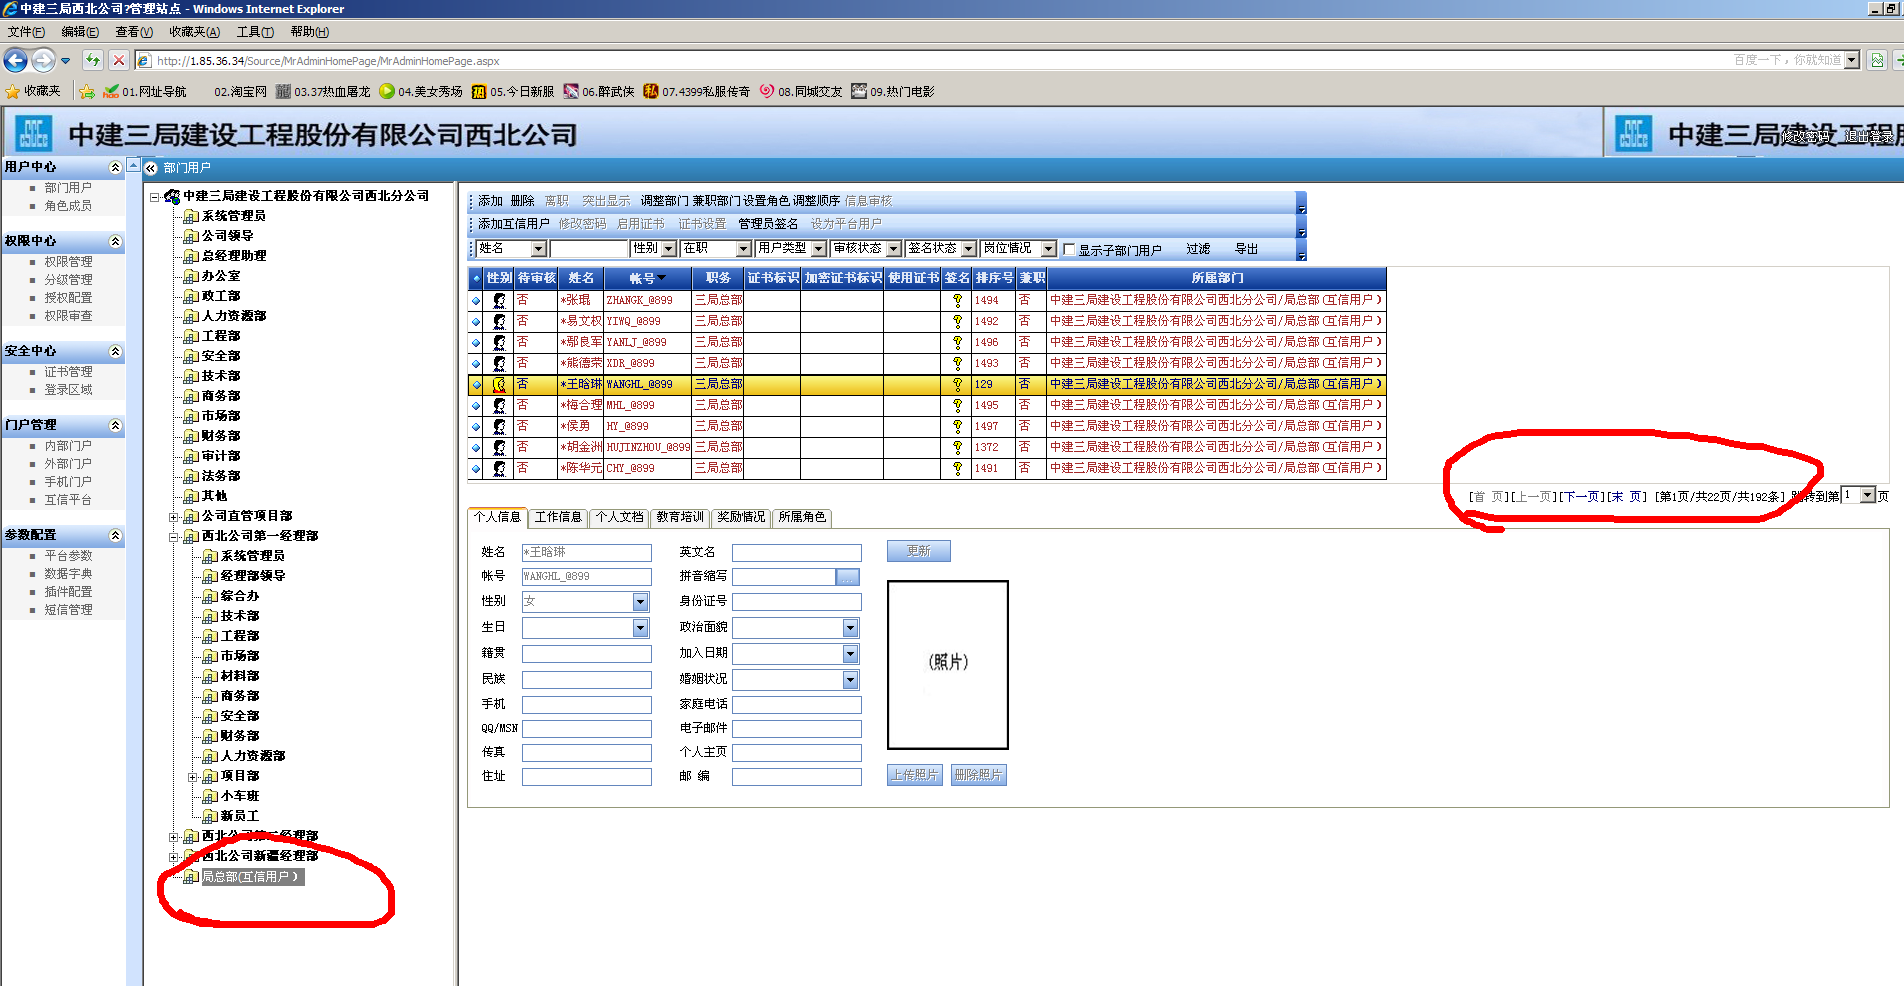 中建三局西北公司?管理站点 - Windows Internet Explorer
文件(F) 编辑(E) 查看(V) 收藏夹(A) 工具(T) 帮助(H)
http://1.85.36.34/Source/MrAdminHomePage/MrAdminHomePage.aspx 百度一下，你就知道
收藏夹 01.网址导航 02.淘宝网 03.37热血屠龙 04.美女秀场 05.今日新服 06.醉武侠 07.4399私服传奇 08.同城交友 09.热门电影
中建三局建设工程股份有限公司西北公司 修改密码 退出登录
用户中心
部门用户
角色成员
权限中心
权限管理
分级管理
授权配置
权限审查
安全中心
证书管理
登录区域
门户管理
内部门户
外部门户
手机门户
互信平台
参数配置
平台参数
数据字典
插件配置
短信管理
部门用户
中建三局建设工程股份有限公司西北分公司
系统管理员
公司领导
总经理助理
办公室
政工部
人力资源部
工程部
安全部
技术部
商务部
市场部
财务部
审计部
法务部
其他
公司直管项目部
西北公司第一经理部
系统管理员
经理部领导
综合办
技术部
工程部
市场部
材料部
商务部
安全部
财务部
人力资源部
项目部
小车班
新员工
西北公司第二经理部
西北公司新疆经理部
局总部(互信用户)
添加 删除 离职 突出显示 调整部门 兼职部门 设置角色 调整顺序 信息审核
添加互信用户 修改密码 启用证书 证书设置 管理员签名 设为平台用户
姓名 性别 在职 用户类型 审核状态 签名状态 岗位情况 显示子部门用户 过滤 导出
性别 待审核 姓名 帐号 职务 证书标识 加密证书标识 使用证书 签名 排序号 兼职 所属部门
否 *张琨 ZHANGK_@899 三局总部 1494 否 中建三局建设工程股份有限公司西北分公司/局总部(互信用户)
否 *易文权 YIWQ_@899 三局总部 1492 否 中建三局建设工程股份有限公司西北分公司/局总部(互信用户)
否 *鄢良军 YANLJ_@899 三局总部 1496 否 中建三局建设工程股份有限公司西北分公司/局总部(互信用户)
否 *熊德荣 XDR_@899 三局总部 1493 否 中建三局建设工程股份有限公司西北分公司/局总部(互信用户)
否 *王晗琳 WANGHL_@899 三局总部 129 否 中建三局建设工程股份有限公司西北分公司/局总部(互信用户)
否 *梅合理 MHL_@899 三局总部 1495 否 中建三局建设工程股份有限公司西北分公司/局总部(互信用户)
否 *侯勇 HY_@899 三局总部 1497 否 中建三局建设工程股份有限公司西北分公司/局总部(互信用户)
否 *胡金洲 HUJINZHOU_@899 三局总部 1372 否 中建三局建设工程股份有限公司西北分公司/局总部(互信用户)
否 *陈华元 CHY_@899 三局总部 1491 否 中建三局建设工程股份有限公司西北分公司/局总部(互信用户)
[首 页][上一页][下一页][末 页] [第1页/共22页/共192条] 跳转到第 1 页
个人信息 工作信息 个人文档 教育培训 奖励情况 所属角色
姓名 *王晗琳 英文名 更新
帐号 WANGHL_@899 拼音缩写 ...
性别 女 身份证号
生日 政治面貌
籍贯 加入日期
(照片)
民族 婚姻状况
手机 家庭电话
QQ/MSN 电子邮件
传真 个人主页
住址 邮 编 上传照片 删除照片